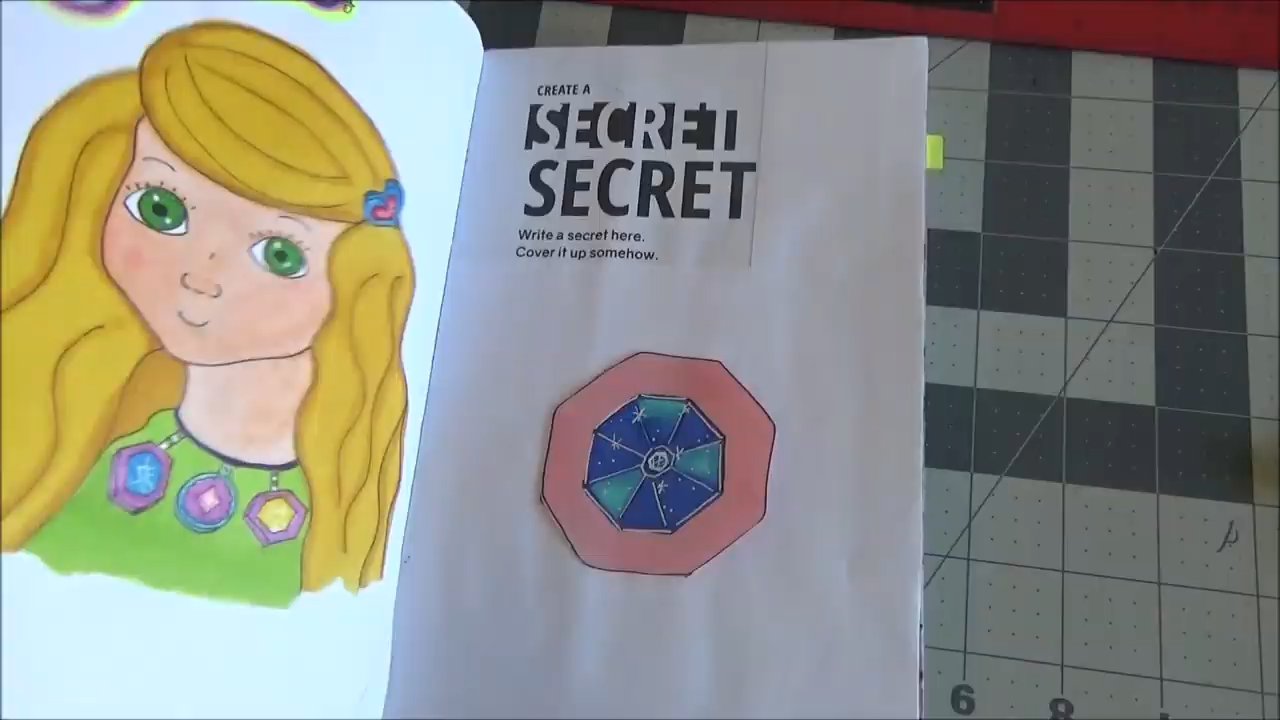 CREATE A
SECRET
SECRET
Write a secret here.
Cover it up somehow.
6
8